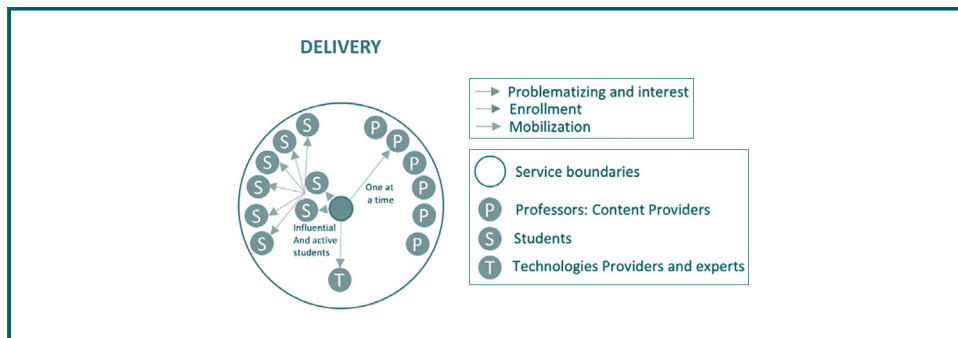 DELIVERY
Problematizing and interest
Enrollment
Mobilization
S
S
S
S
S
S
S
S
P
P
P
P
P
P
One at
a time
Influential
And active
students
T
Service boundaries
P Professors: Content Providers
S Students
T Technologies Providers and experts